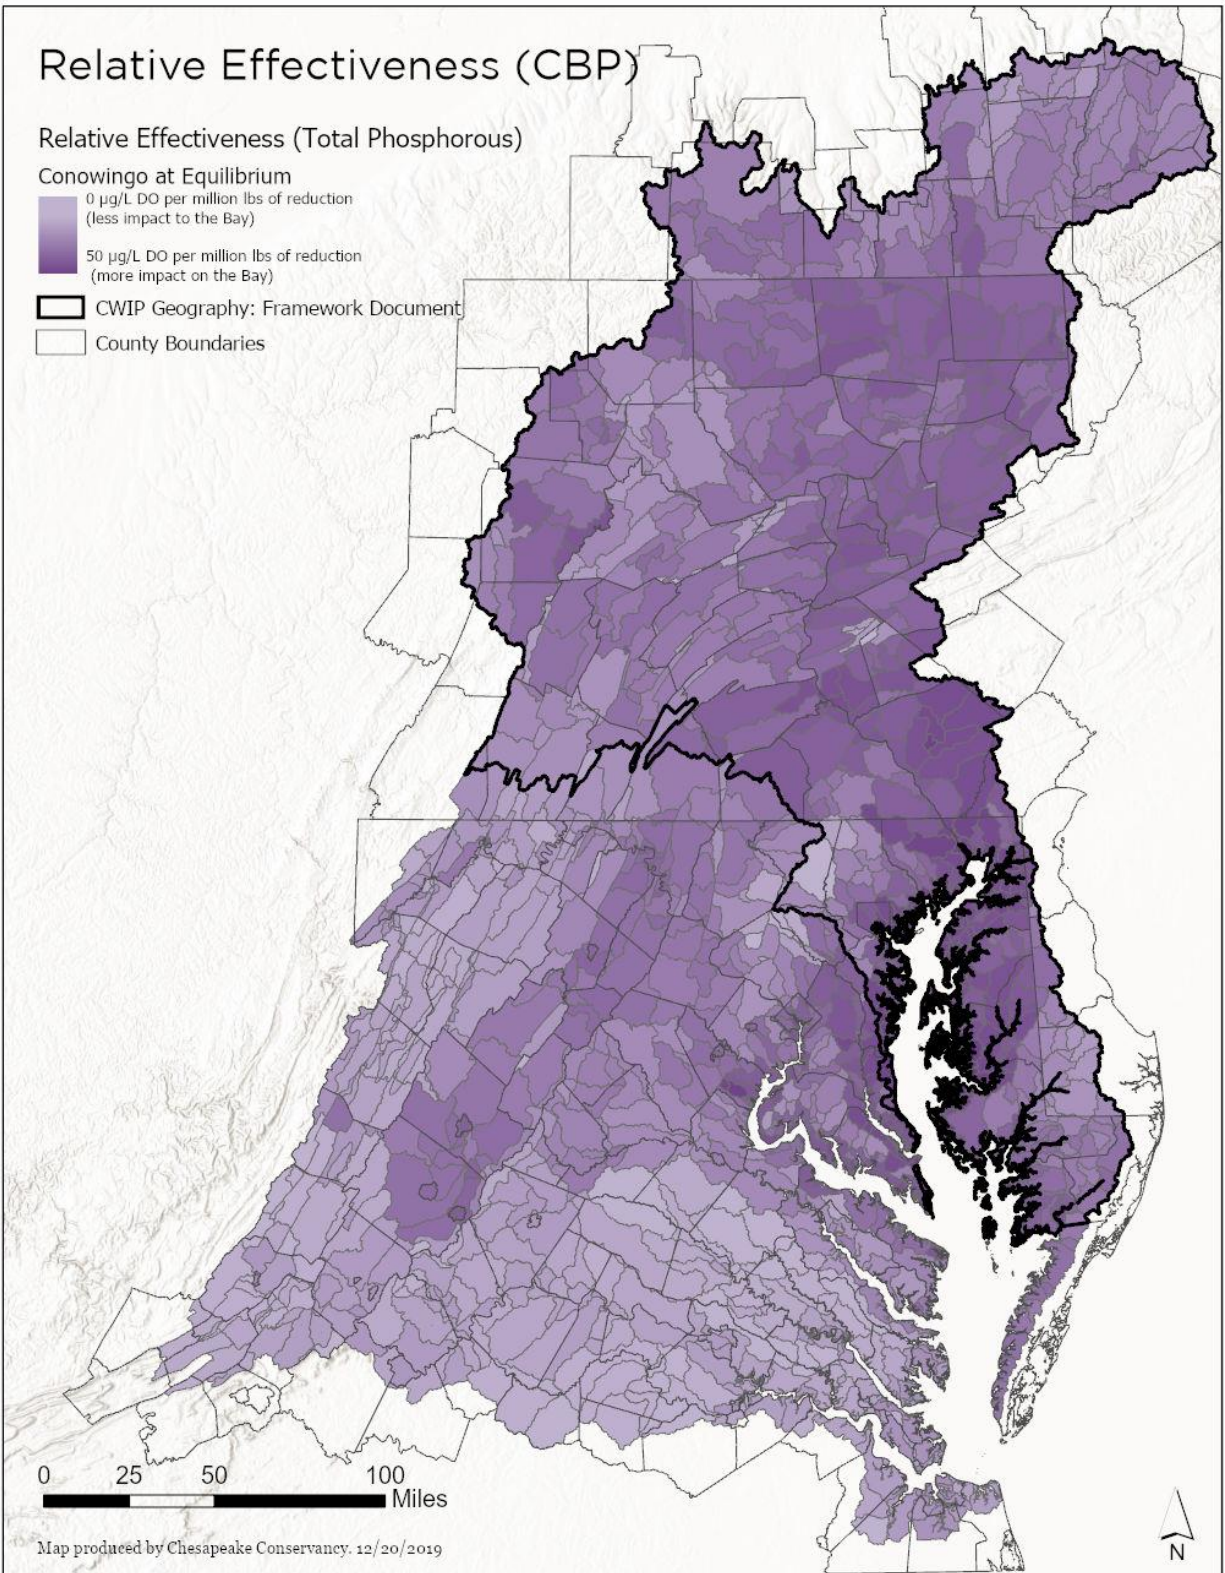 Relative Effectiveness (CBP)
Relative Effectiveness (Total Phosphorous)
Conowingo at Equilibrium
0 µg/L DO per million lbs of reduction
(less impact to the Bay)
50 µg/L DO per million lbs of reduction
(more impact on the Bay)
CWIP Geography: Framework Document
County Boundaries
0 25 50 100
Miles
Map produced by Chesapeake Conservancy. 12/20/2019
N